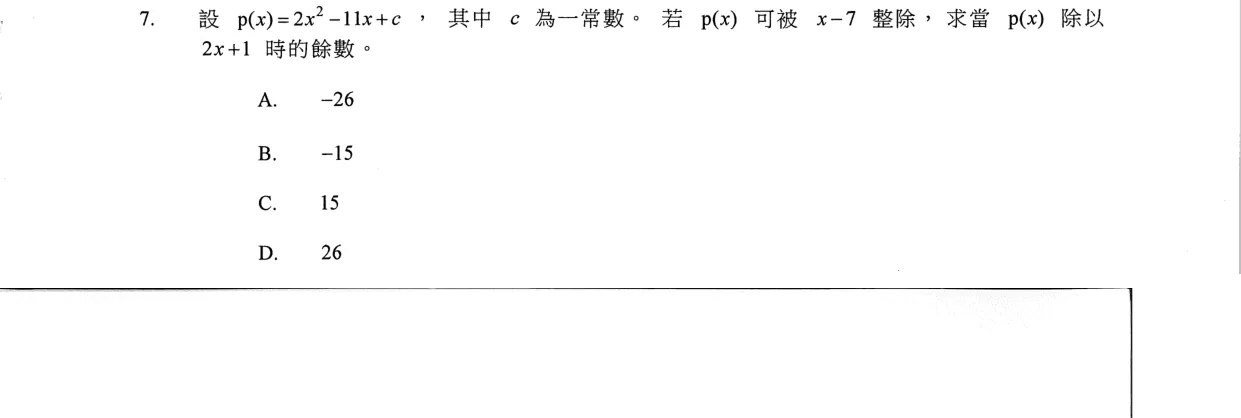 7. 設 p(x)=2x²−11x+c ， 其中 c 為一常數。 若 p(x) 可被 x−7 整除， 求當 p(x) 除以
2x+1 時的餘數。
A. −26
B. −15
C. 15
D. 26